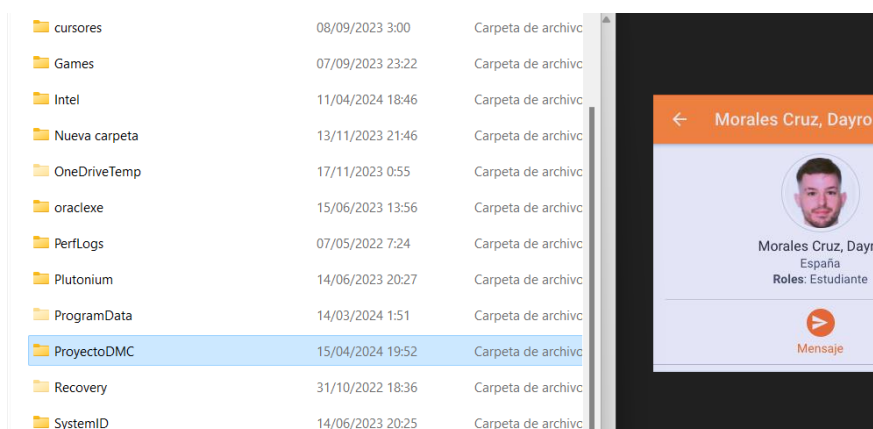 cursores 08/09/2023 3:00 Carpeta de archivo
Games 07/09/2023 23:22 Carpeta de archivo
Intel 11/04/2024 18:46 Carpeta de archivo
Nueva carpeta 13/11/2023 21:46 Carpeta de archivo
OneDriveTemp 17/11/2023 0:55 Carpeta de archivo
oraclexe 15/06/2023 13:56 Carpeta de archivo
PerfLogs 07/05/2022 7:24 Carpeta de archivo
Plutonium 14/06/2023 20:27 Carpeta de archivo
ProgramData 14/03/2024 1:51 Carpeta de archivo
ProyectoDMC 15/04/2024 19:52 Carpeta de archivo
Recovery 31/10/2022 18:36 Carpeta de archivo
SystemID 14/06/2023 20:25 Carpeta de archivo
Morales Cruz, Dayro
Morales Cruz, Dayr
España
Roles: Estudiante
Mensaje